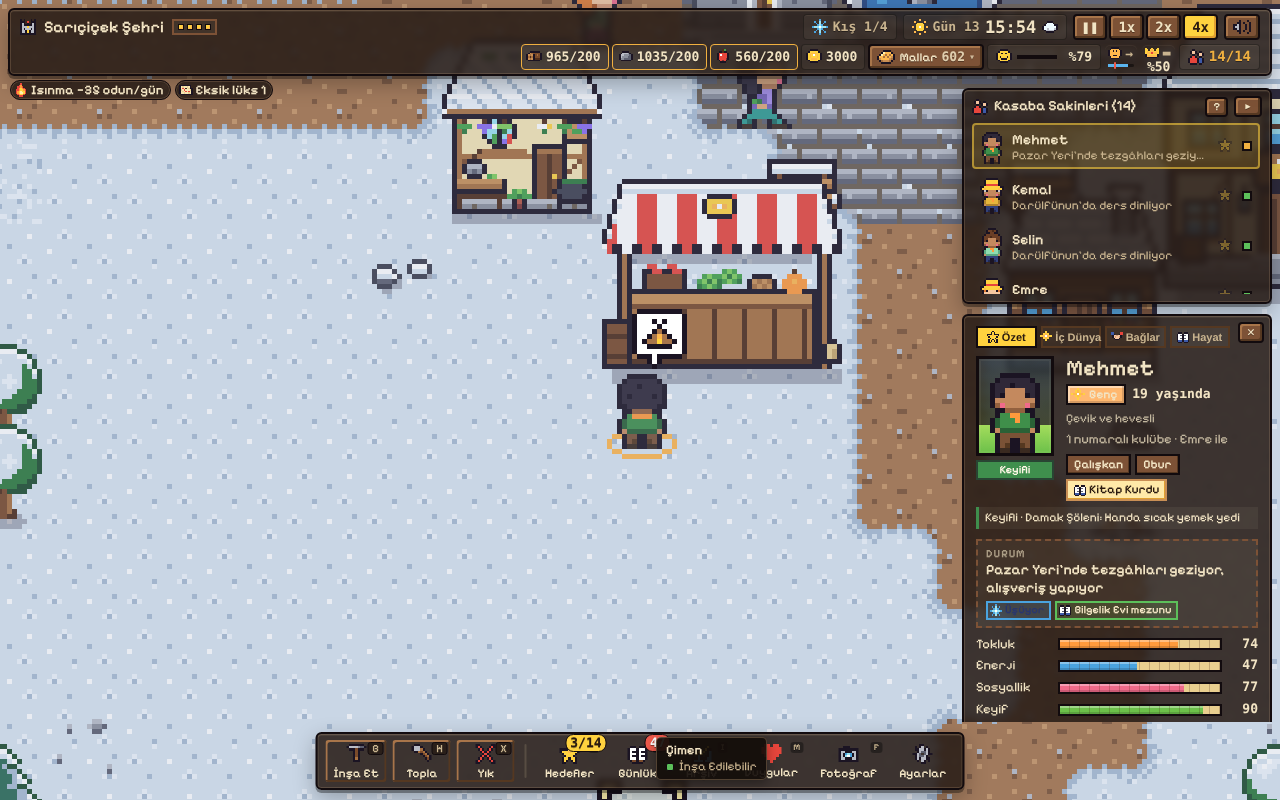 Sarıçiçek Şehri
Kış 1/4
Gün 13 15:54
1x
2x
4x
965/200
1035/200
560/200
3000
Mallar 602
%79
%50
14/14
Isınma -38 odun/gün
Eksik lüks 1
Kasaba Sakinleri (14)
?
Mehmet
Pazar Yeri'nde tezgâhları geziy...
Kemal
Darülfünun'da ders dinliyor
Selin
Darülfünun'da ders dinliyor
Emre
Özet
İç Dünya
Bağlar
Hayat
Mehmet
Genç
19 yaşında
Çevik ve hevesli
1 numaralı kulübe · Emre ile
Keyifli
Çalışkan
Obur
Kitap Kurdu
Keyifli · Damak Şöleni: Handa sıcak yemek yedi
DURUM
Pazar Yeri'nde tezgâhları geziyor,
alışveriş yapıyor
Üşüyor
Bilgelik Evi mezunu
Tokluk 74
Enerji 47
Sosyallik 77
Keyif 90
G
İnşa Et
H
Topla
X
Yık
3/14
Hedefler
4
Günlük
Çimen
İnşa Edilebilir
M
F
Fotoğraf
Ayarlar